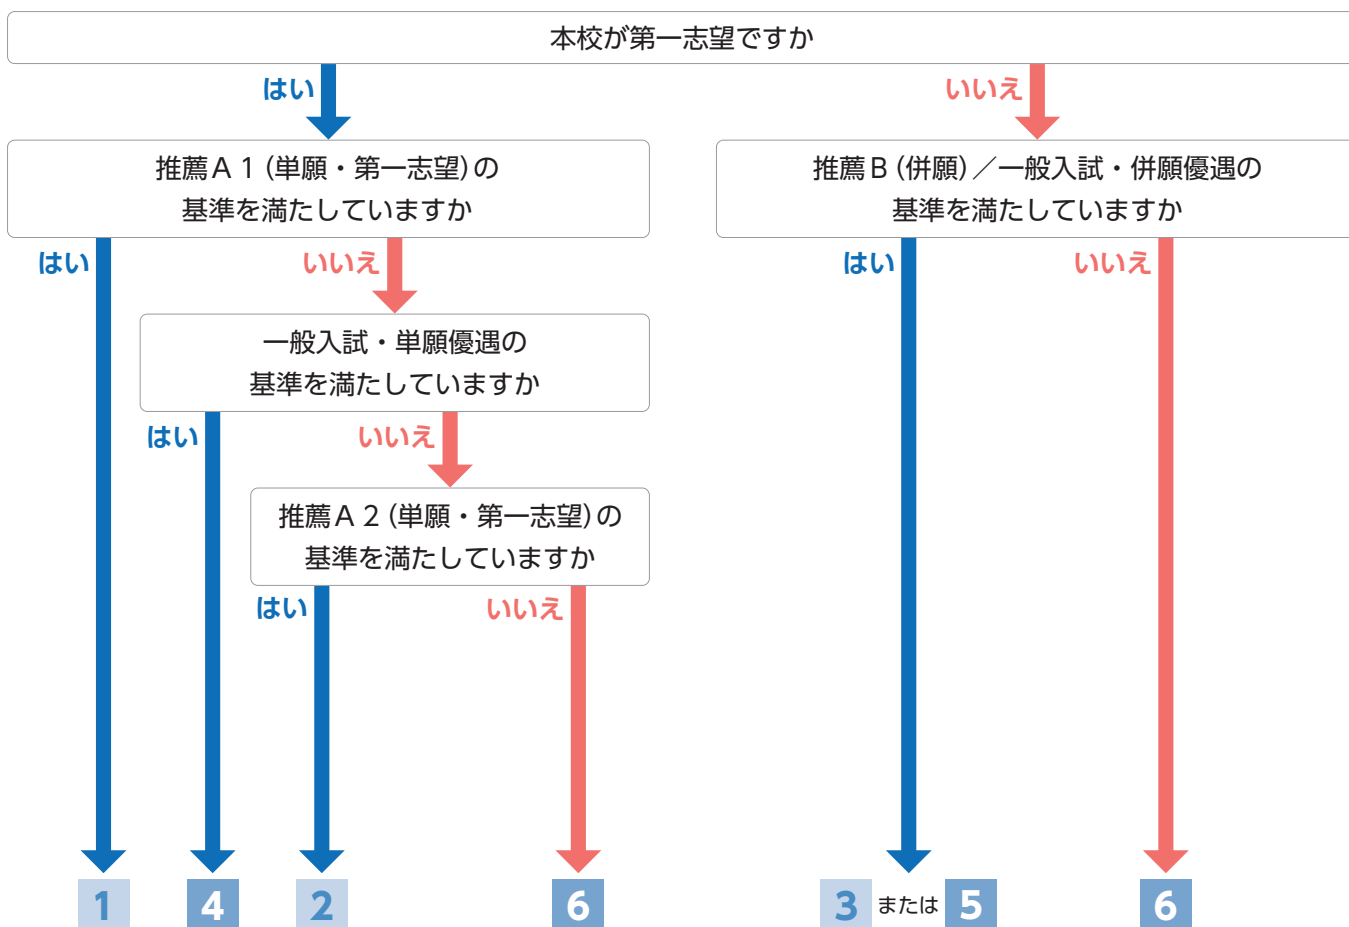 本校が第一志望ですか
はい
いいえ
推薦A1(単願・第一志望)の
基準を満たしていますか
推薦B(併願)/一般入試・併願優遇の
基準を満たしていますか
はい
いいえ
はい
いいえ
一般入試・単願優遇の
基準を満たしていますか
はい
いいえ
推薦A2(単願・第一志望)の
基準を満たしていますか
はい
いいえ
1
4
2
6
3 または 5
6